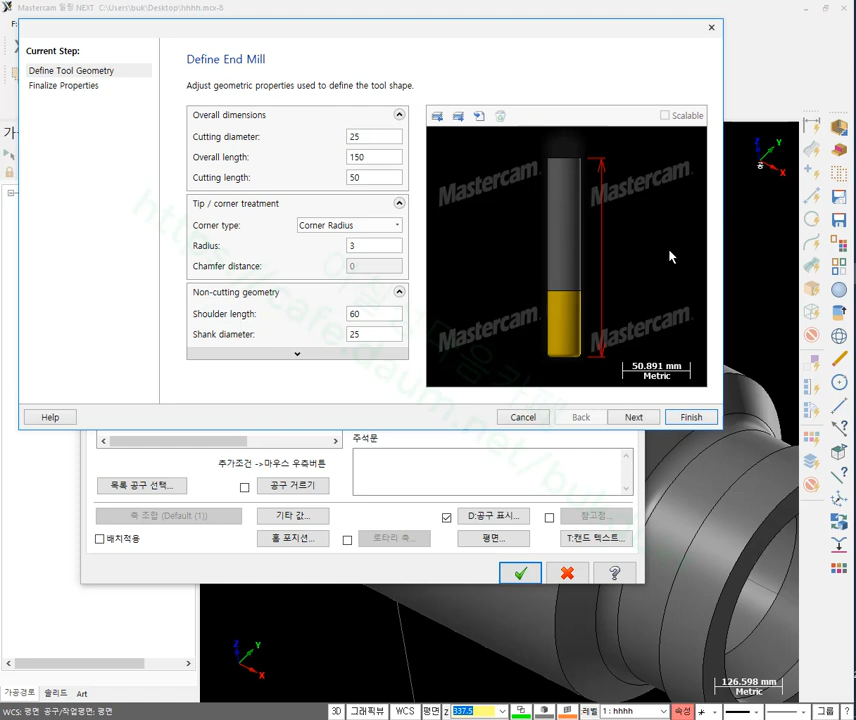 Mastercam 밀링 NEXT  C:\Users\buk\Desktop\hhhh.mcx-8
Current Step:
Define Tool Geometry
Finalize Properties
Define End Mill
Adjust geometric properties used to define the tool shape.
Overall dimensions
Cutting diameter: 25
Overall length: 150
Cutting length: 50
Tip / corner treatment
Corner type: Corner Radius
Radius: 3
Chamfer distance: 0
Non-cutting geometry
Shoulder length: 60
Shank diameter: 25
Scalable
Mastercam. Mastercam.
Mastercam. Mastercam.
50.891 mm
Metric
Help
Cancel Back Next Finish
주석문
추가조건 ->마우스 우측버튼
목록 공구 선택... 공구 거르기
축 조합 (Default (1)) 기타 값... D:공구 표시... 참고점...
배치적용 홈 포지션... 로타리 축... 평면... T:캔드 텍스트...
Z Y X
Z Y X
126.598 mm
Metric
가공경로 솔리드 Art
WCS: 평면 공구/작업평면: 평면
3D 그래픽뷰 WCS 평면 Z 337.5 레벨 1 : hhhh 속성 그룹 ?